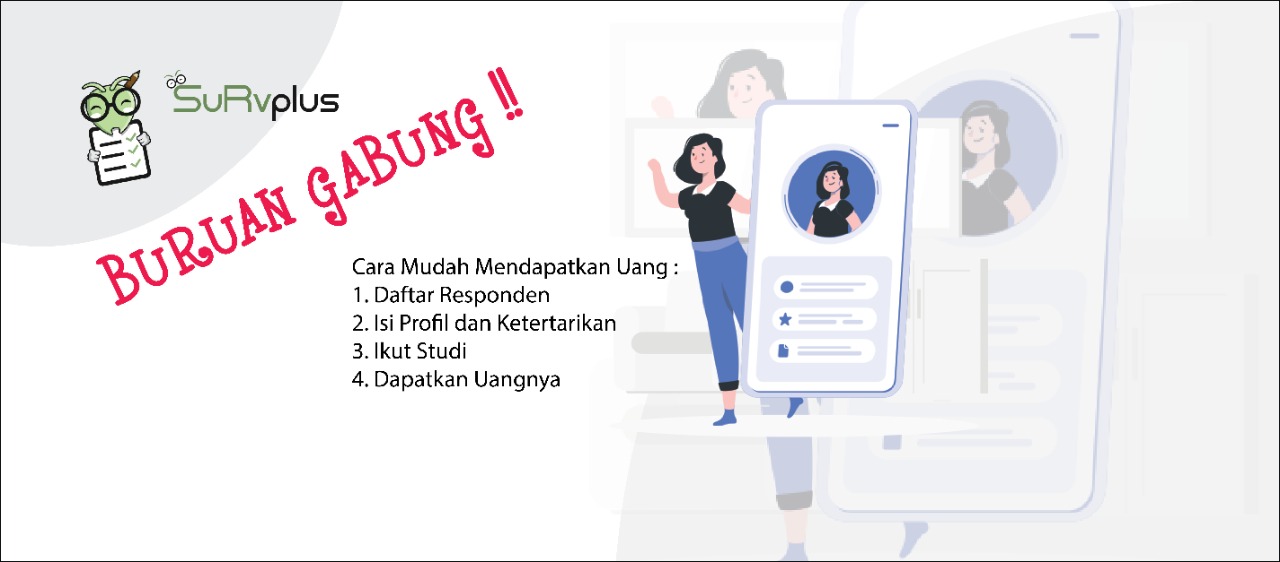 SuRvplus
BURUAN GABUNG !!
Cara Mudah Mendapatkan Uang :
1. Daftar Responden
2. Isi Profil dan Ketertarikan
3. Ikut Studi
4. Dapatkan Uangnya